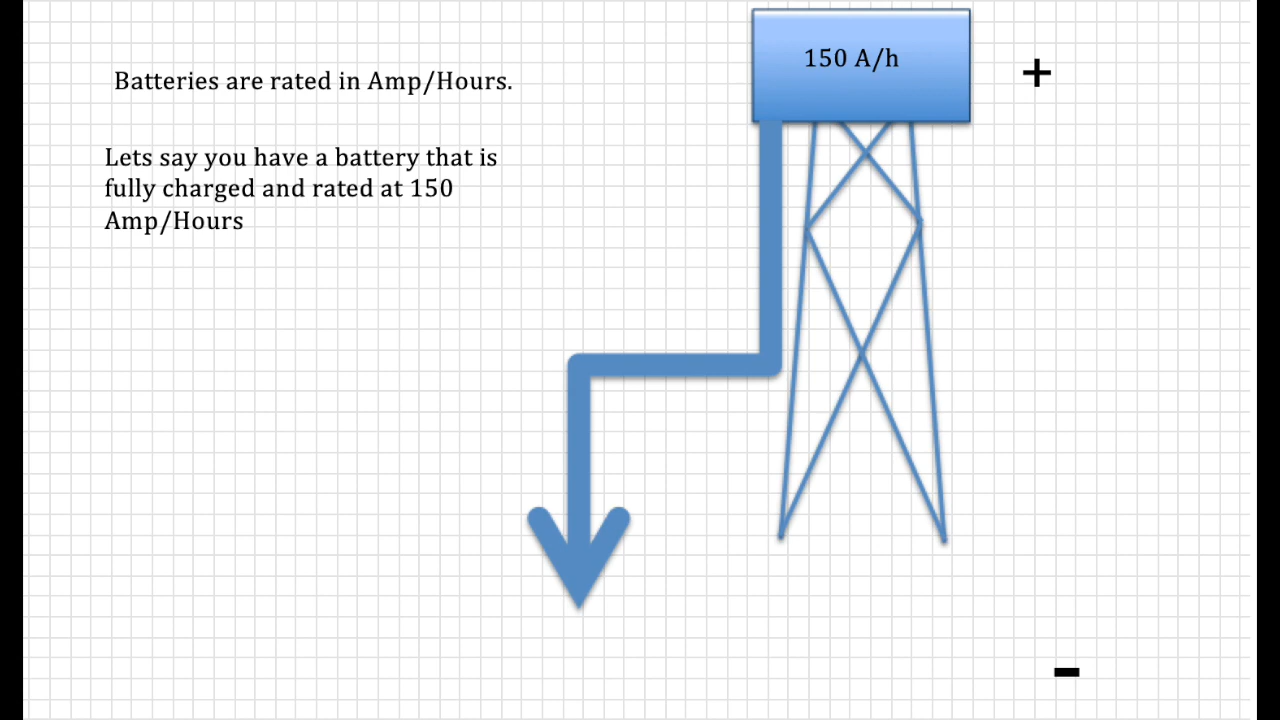 150 A/h
+
Batteries are rated in Amp/Hours.
Lets say you have a battery that is
fully charged and rated at 150
Amp/Hours
-